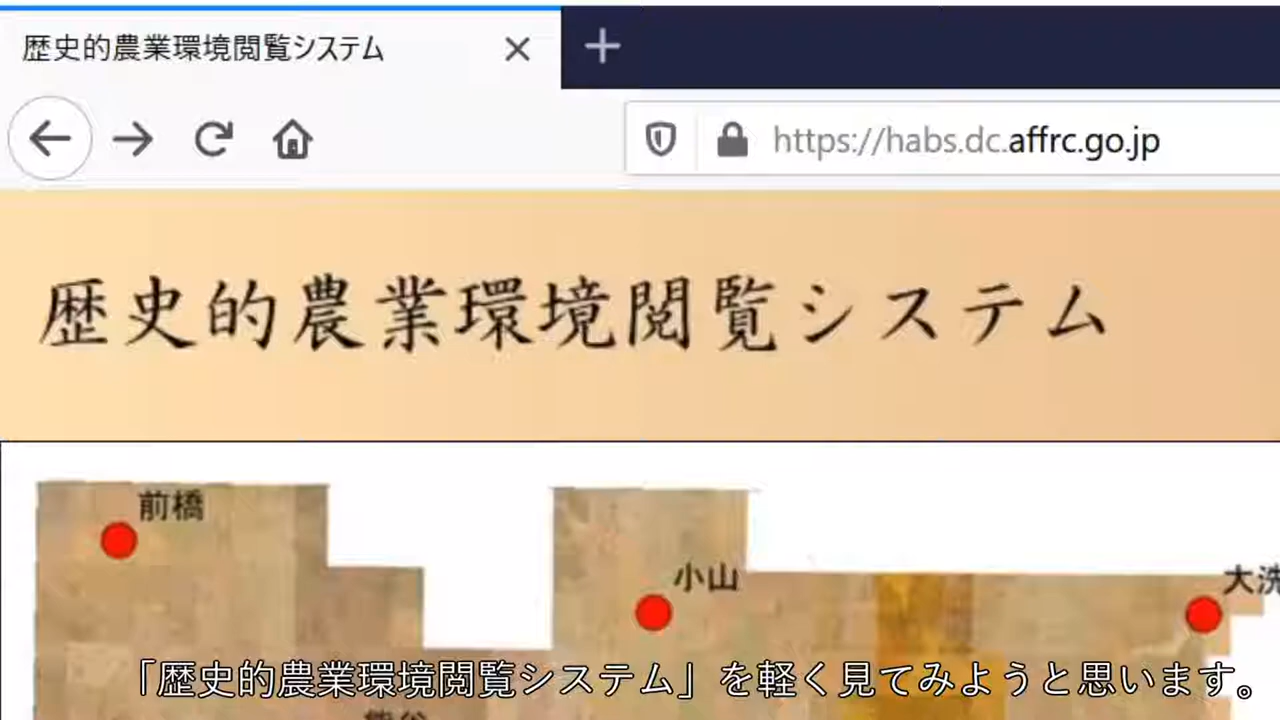 歴史的農業環境閲覧システム
https://habs.dc.affrc.go.jp
歴史的農業環境閲覧システム
前橋
小山
大洗
「歴史的農業環境閲覧システム」を軽く見てみようと思います。